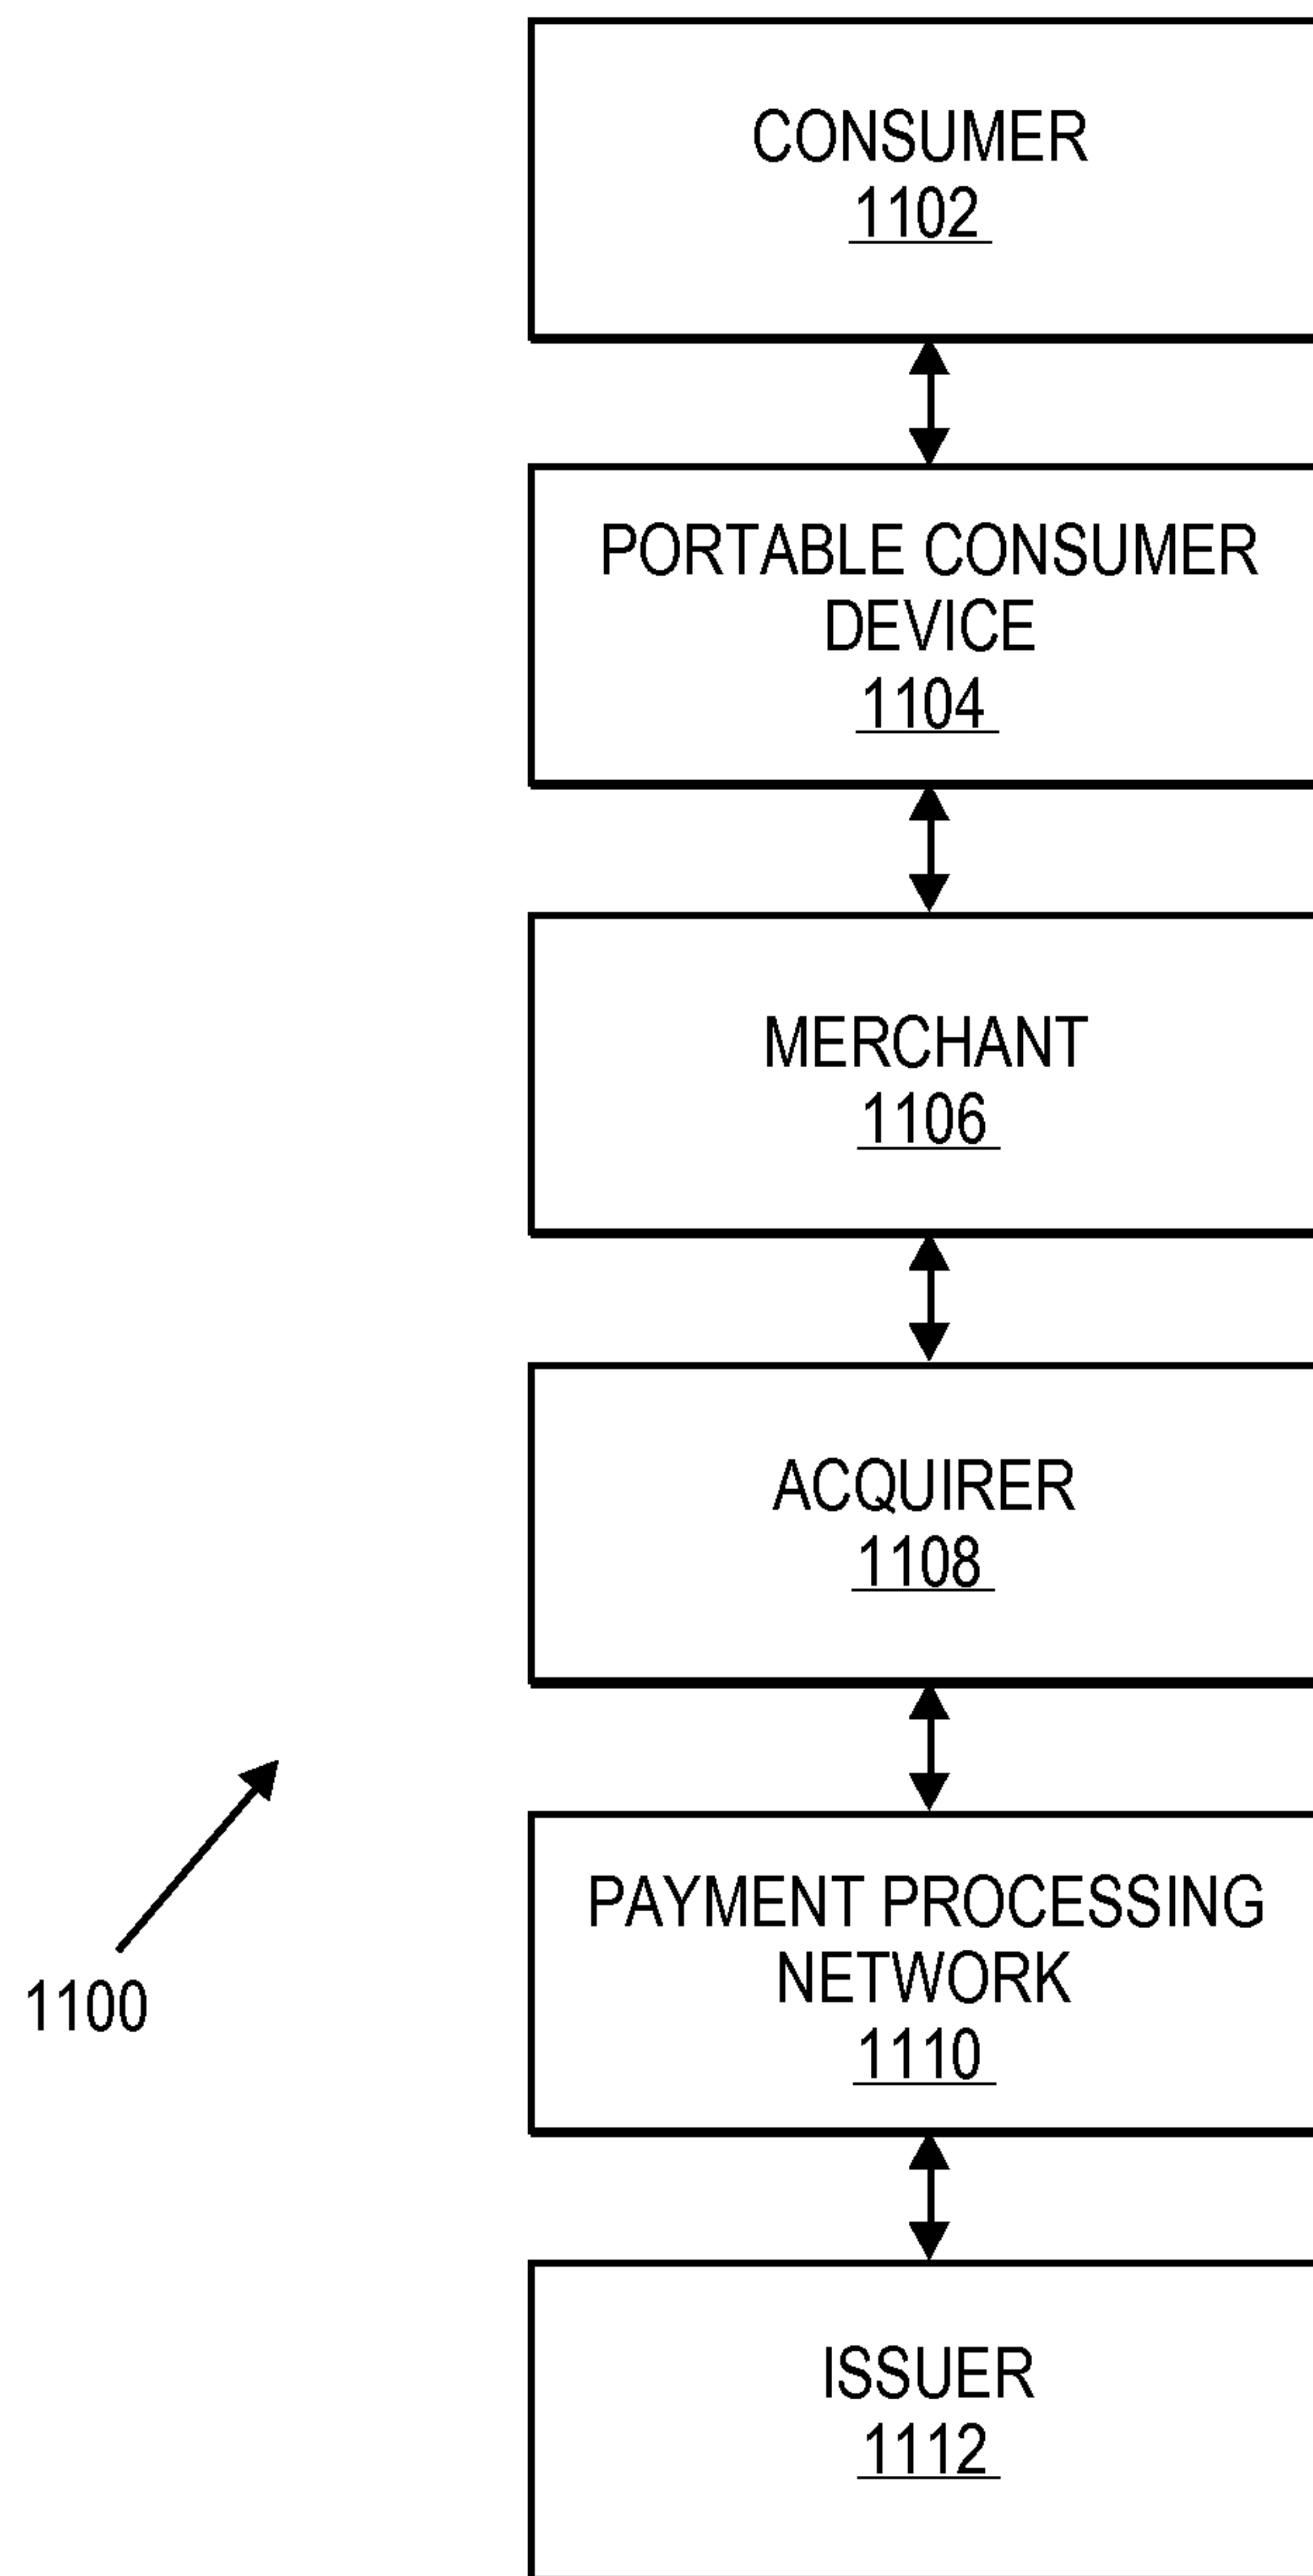 CONSUMER
1102
PORTABLE CONSUMER
DEVICE
1104
MERCHANT
1106
ACQUIRER
1108
PAYMENT PROCESSING
NETWORK
1110
1100
ISSUER
1112